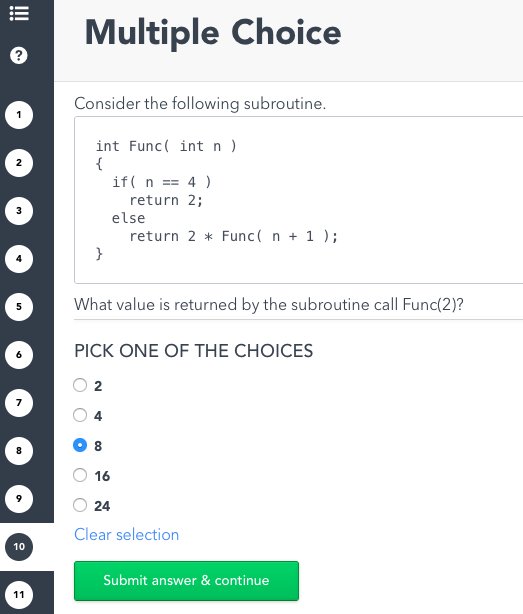 Multiple Choice
?
1
2
3
4
5
6
7
8
9
10
11
Consider the following subroutine.
int Func( int n )
{
if( n == 4 )
return 2;
else
return 2 * Func( n + 1 );
}
What value is returned by the subroutine call Func(2)?
PICK ONE OF THE CHOICES
2
4
8
16
24
Clear selection
Submit answer & continue